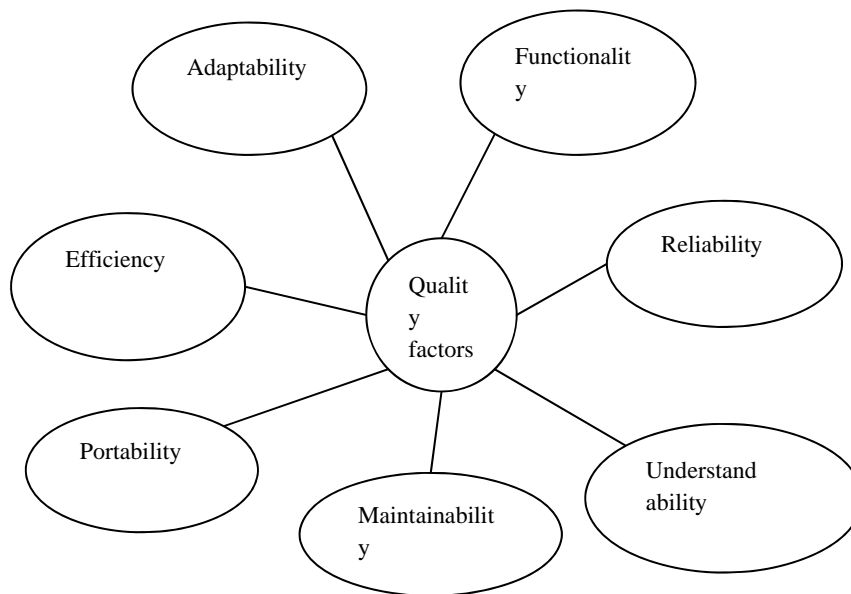 Adaptability
Functionalit
y
Efficiency
Reliability
Qualit
y
factors
Portability
Understand
ability
Maintainabilit
y